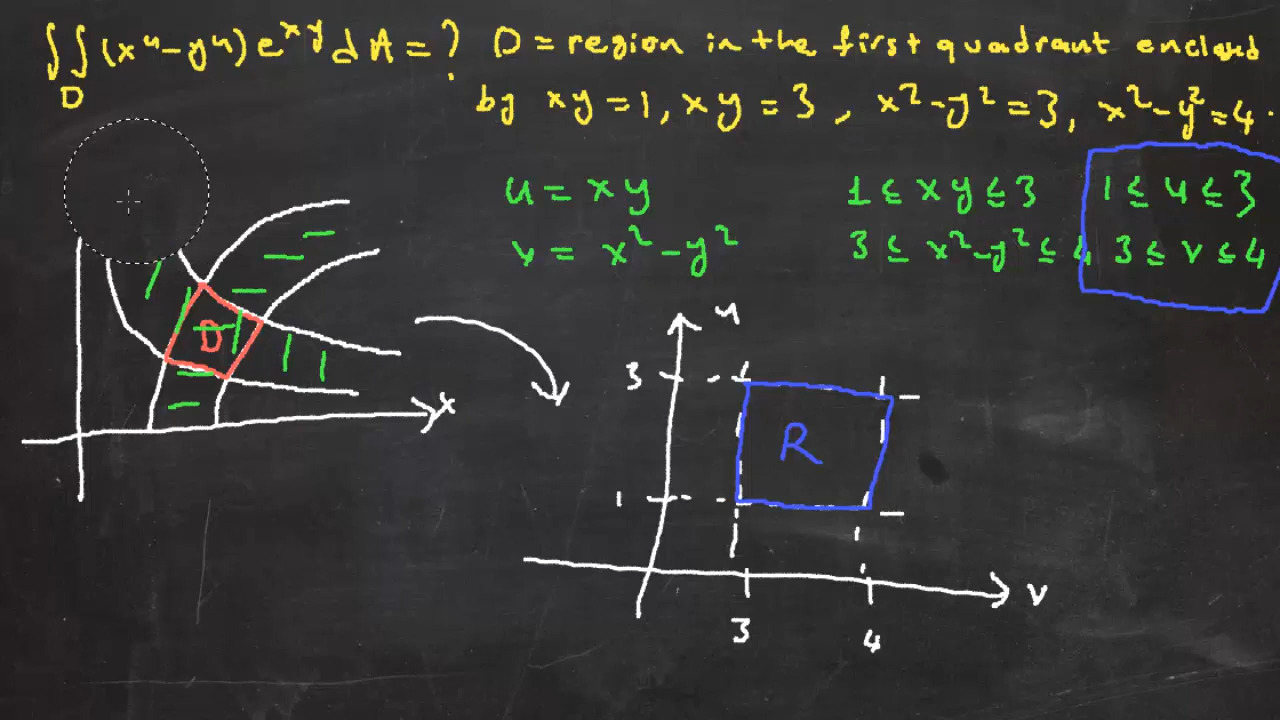 ∫∫_D (x⁴-y⁴)e^{xy} dA = ? D = region in the first quadrant enclosed
by xy=1, xy=3, x²-y²=3, x²-y²=4.
u = xy 1 ≤ xy ≤ 3 1 ≤ u ≤ 3
v = x²-y² 3 ≤ x²-y² ≤ 4 3 ≤ v ≤ 4
D
x
u
3
R
1
v
3 4